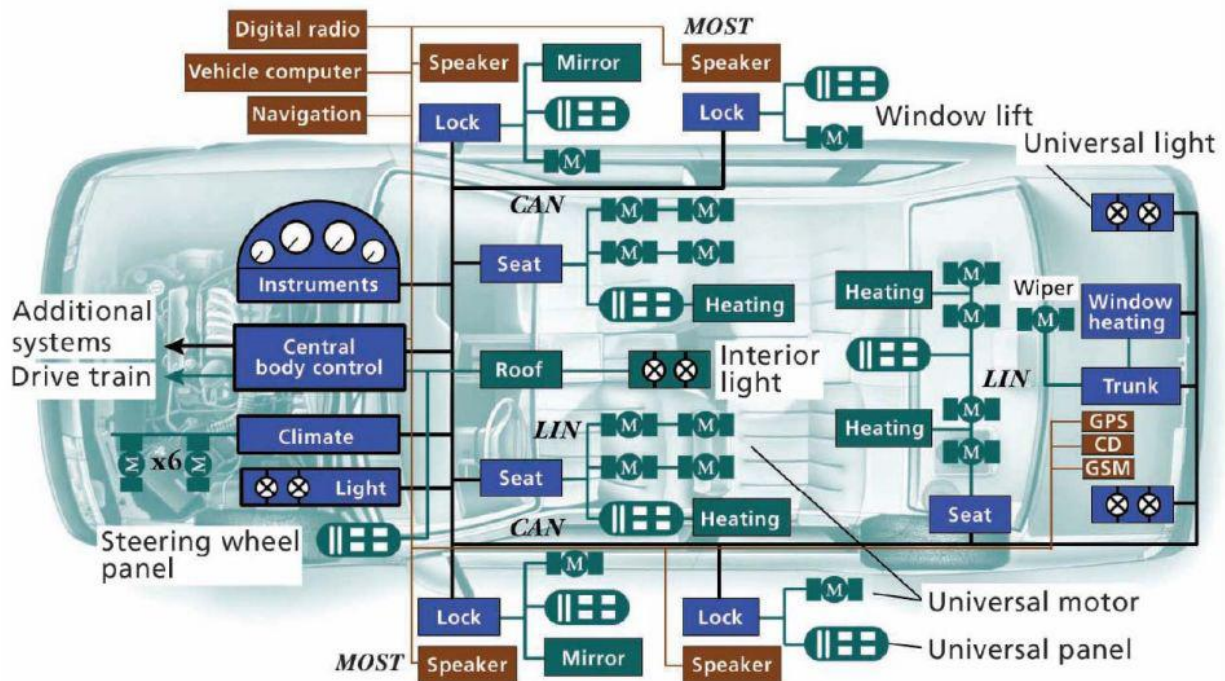 Digital radio
Vehicle computer
Navigation
Speaker
Mirror
MOST
Speaker
Lock
M
Lock
M
Window lift
Universal light
CAN
M
M
M
M
Seat
Heating
Instruments
Additional
systems
Drive train
Central
body control
Roof
Interior
light
Heating
M
M
Wiper
M
Window
heating
LIN
Trunk
Climate
M
x6
M
Light
LIN
M
M
M
M
Seat
Heating
CAN
Heating
M
M
Seat
GPS
CD
GSM
Steering wheel
panel
M
Lock
Mirror
MOST
Speaker
Lock
M
Speaker
Universal motor
Universal panel